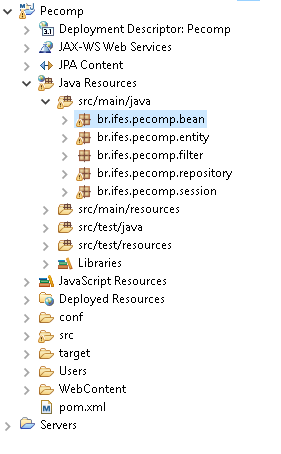 Pecomp
Deployment Descriptor: Pecomp
JAX-WS Web Services
JPA Content
Java Resources
src/main/java
br.ifes.pecomp.bean
br.ifes.pecomp.entity
br.ifes.pecomp.filter
br.ifes.pecomp.repository
br.ifes.pecomp.session
src/main/resources
src/test/java
src/test/resources
Libraries
JavaScript Resources
Deployed Resources
conf
src
target
Users
WebContent
pom.xml
Servers